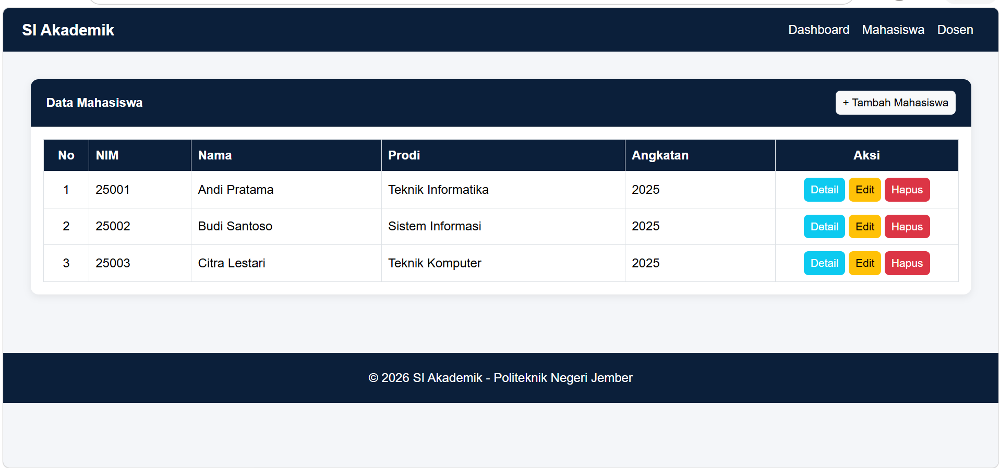 SI Akademik Dashboard Mahasiswa Dosen
Data Mahasiswa + Tambah Mahasiswa
No NIM Nama Prodi Angkatan Aksi
1 25001 Andi Pratama Teknik Informatika 2025 Detail Edit Hapus
2 25002 Budi Santoso Sistem Informasi 2025 Detail Edit Hapus
3 25003 Citra Lestari Teknik Komputer 2025 Detail Edit Hapus
© 2026 SI Akademik - Politeknik Negeri Jember